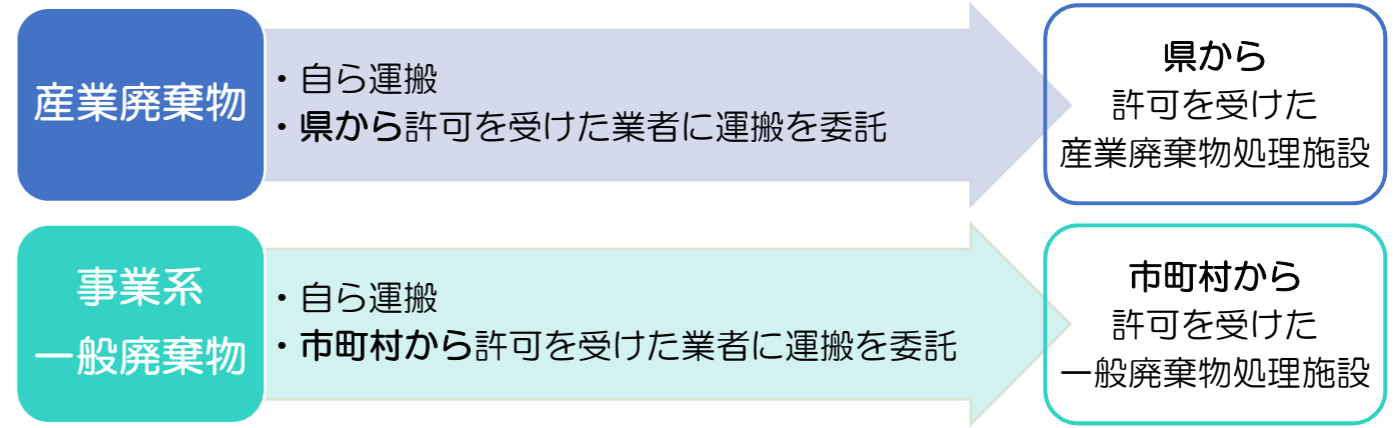 産業廃棄物
・自ら運搬
・県から許可を受けた業者に運搬を委託
県から
許可を受けた
産業廃棄物処理施設
事業系
一般廃棄物
・自ら運搬
・市町村から許可を受けた業者に運搬を委託
市町村から
許可を受けた
一般廃棄物処理施設